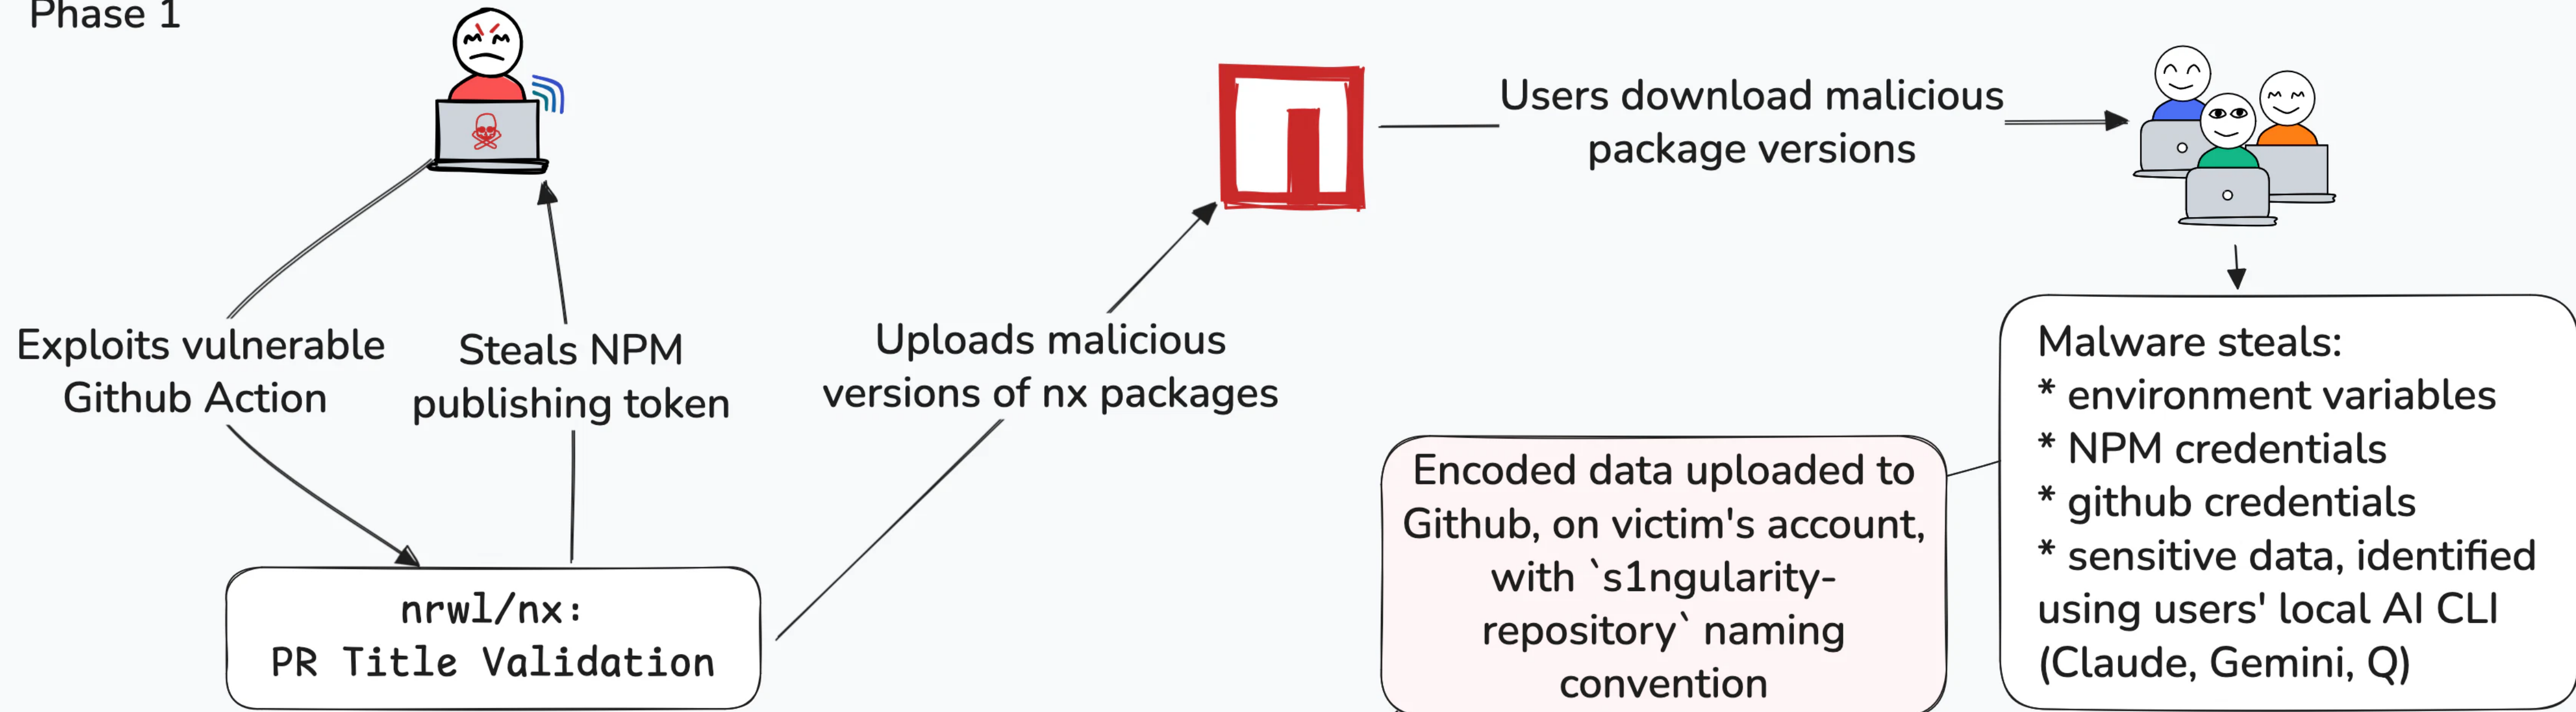 Phase 1
Exploits vulnerable
Github Action
Steals NPM
publishing token
nrwl/nx:
PR Title Validation
Uploads malicious
versions of nx packages
Users download malicious
package versions
Malware steals:
* environment variables
* NPM credentials
* github credentials
* sensitive data, identified
using users' local AI CLI
(Claude, Gemini, Q)
Encoded data uploaded to
Github, on victim's account,
with `s1ngularity-
repository` naming
convention